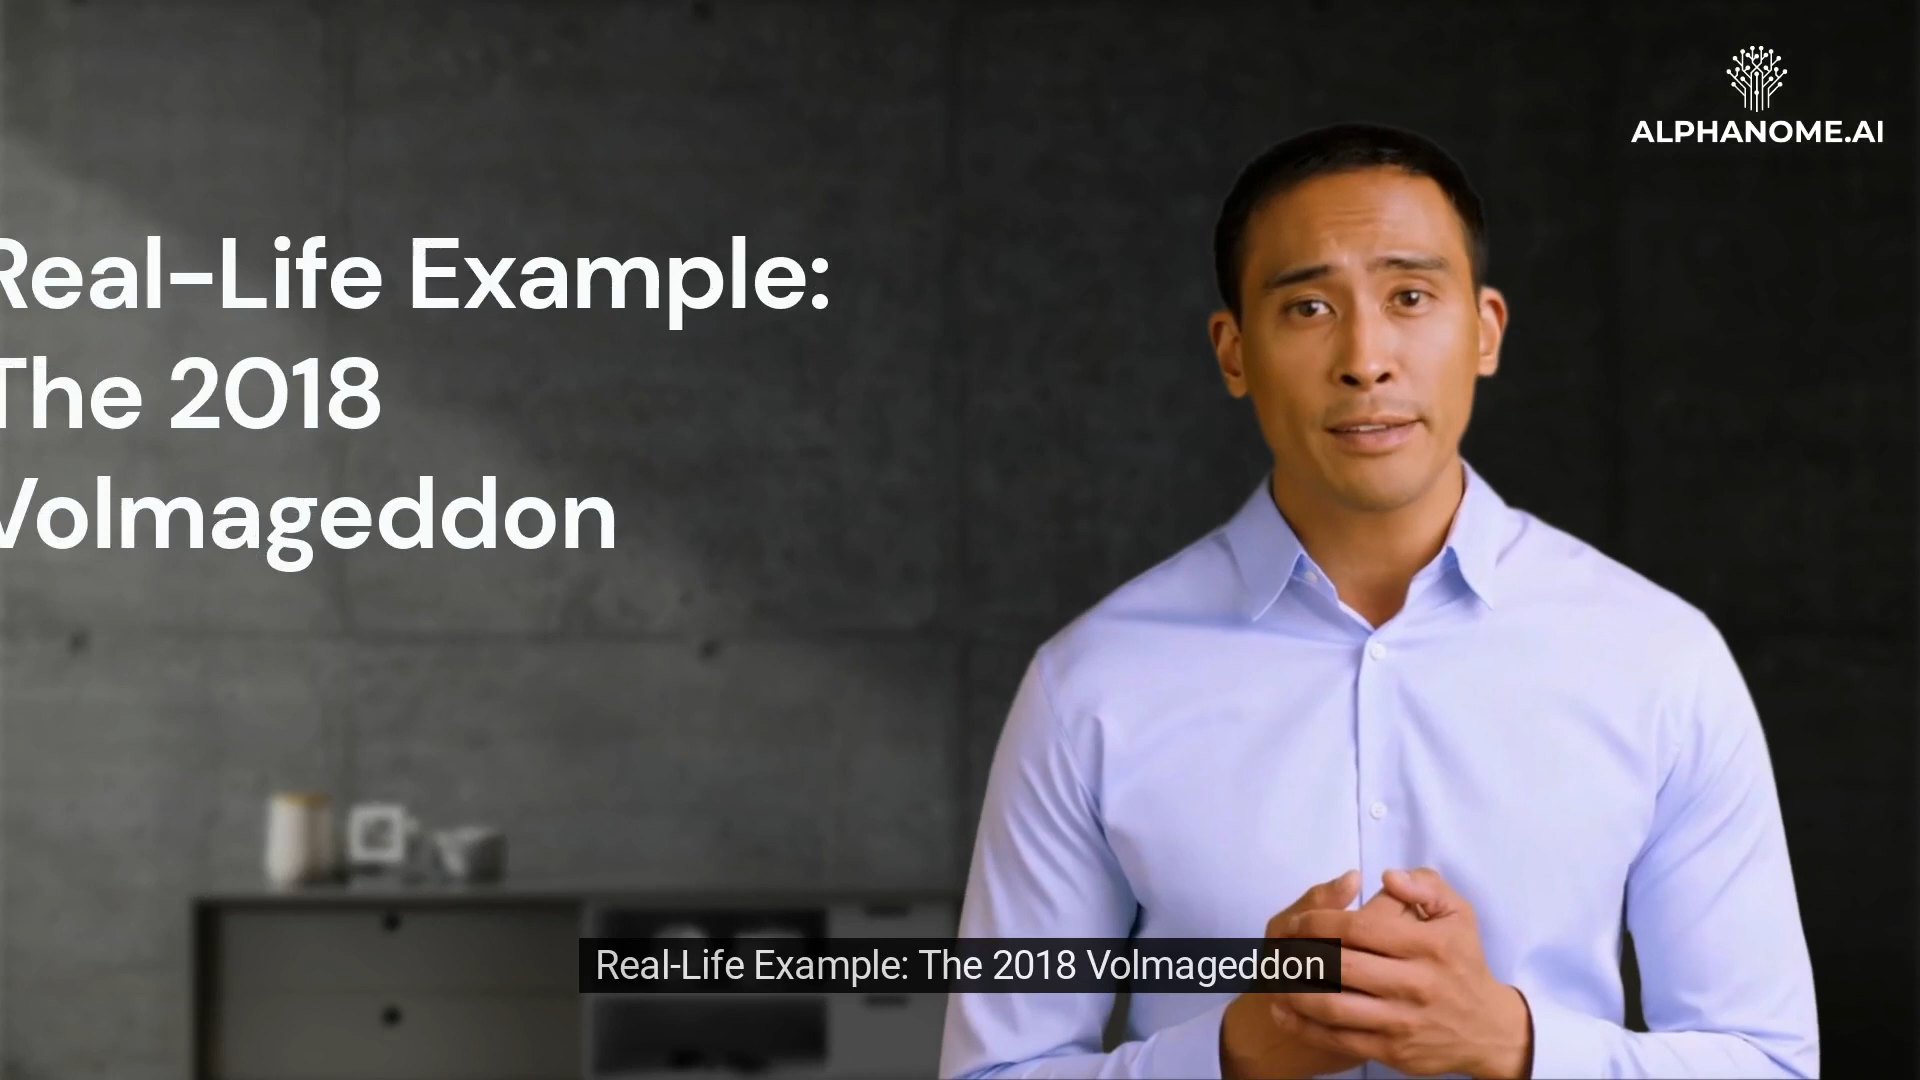 ALPHANOME.AI
Real-Life Example:
The 2018
Volmageddon
Real-Life Example: The 2018 Volmageddon